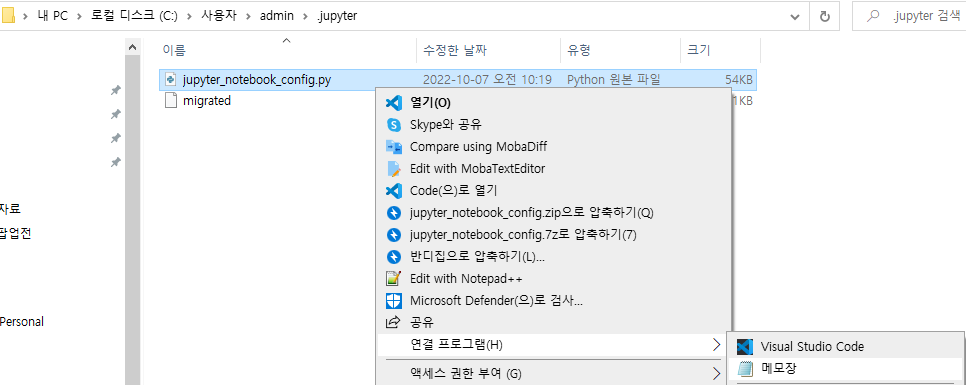 내 PC > 로컬 디스크 (C:) > 사용자 > admin > .jupyter
.jupyter 검색
이름 수정한 날짜 유형 크기
jupyter_notebook_config.py 2022-10-07 오전 10:19 Python 원본 파일 54KB
migrated 1KB
열기(O)
Skype와 공유
Compare using MobaDiff
Edit with MobaTextEditor
Code(으)로 열기
자료
jupyter_notebook_config.zip으로 압축하기(Q)
팝업전
jupyter_notebook_config.7z로 압축하기(7)
반디집으로 압축하기(L)...
Edit with Notepad++
Microsoft Defender(으)로 검사...
Personal
공유
연결 프로그램(H)
Visual Studio Code
메모장
액세스 권한 부여 (G)